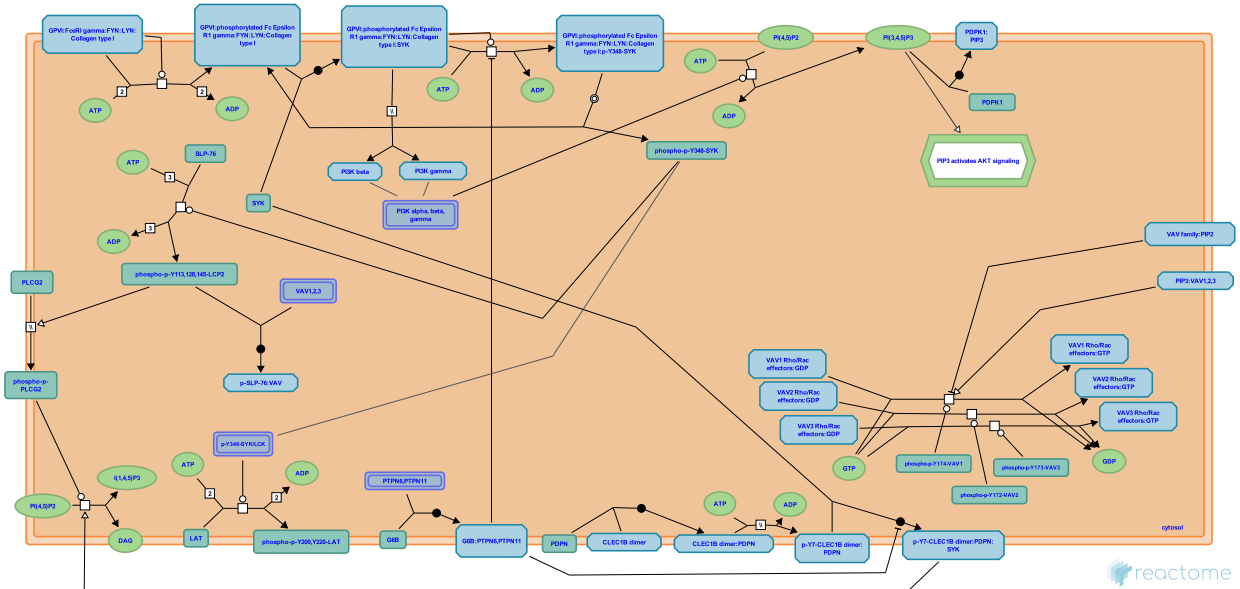 GPVI:FceRI gamma:FYN:LYN:
Collagen type I
GPVI:phosphorylated Fc Epsilon
R1 gamma:FYN:LYN:Collagen
type I
GPVI:phosphorylated Fc Epsilon
R1 gamma:FYN:LYN:Collagen
type I:SYK
GPVI:phosphorylated Fc Epsilon
R1 gamma:FYN:LYN:Collagen
type I:p-Y348-SYK
PI(4,5)P2
PI(3,4,5)P3
PDPK1:
PIP3
ATP
2
2
ADP
ATP
ADP
ATP
ADP
PDPK1
\\
SLP-76
ATP
3
phospho-p-Y348-SYK
PIP3 activates AKT signaling
PI3K beta
PI3K gamma
SYK
PI3K alpha, beta,
gamma
3
ADP
VAV family:PIP2
phospho-p-Y113,128,145-LCP2
PLCG2
VAV1,2,3
PIP3:VAV1,2,3
\\
VAV1 Rho/Rac
effectors:GTP
VAV1 Rho/Rac
effectors:GDP
phospho-p-
PLCG2
p-SLP-76:VAV
VAV2 Rho/Rac
effectors:GTP
VAV2 Rho/Rac
effectors:GDP
VAV3 Rho/Rac
effectors:GTP
VAV3 Rho/Rac
effectors:GDP
p-Y348-SYK/LCK
GTP
phospho-p-Y174-VAV1
phospho-p-Y173-VAV3
GDP
phospho-p-Y172-VAV2
ATP
ADP
I(1,4,5)P3
PTPN6,PTPN11
2
2
PI(4,5)P2
ATP
ADP
DAG
LAT
phospho-p-Y200,Y220-LAT
G6B
G6B:PTPN6,PTPN11
PDPN
CLEC1B dimer
CLEC1B dimer:PDPN
\\
p-Y7-CLEC1B dimer:
PDPN
p-Y7-CLEC1B dimer:PDPN:
SYK
cytosol
reactome